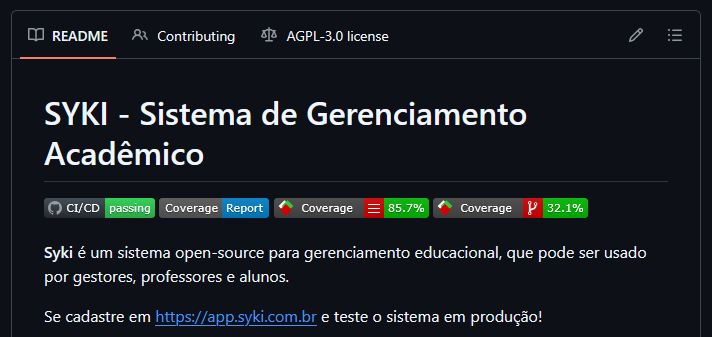 README Contributing AGPL-3.0 license
SYKI - Sistema de Gerenciamento
Acadêmico
CI/CD passing Coverage Report Coverage 85.7% Coverage 32.1%
Syki é um sistema open-source para gerenciamento educacional, que pode ser usado
por gestores, professores e alunos.
Se cadastre em https://app.syki.com.br e teste o sistema em produção!